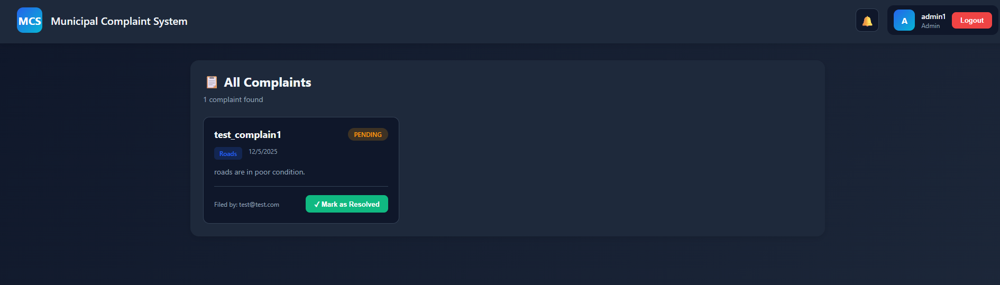 MCS Municipal Complaint System
A admin1 Logout
Admin
All Complaints
1 complaint found
test_complain1 PENDING
Roads 12/5/2025
roads are in poor condition.
Filed by: test@test.com ✓ Mark as Resolved